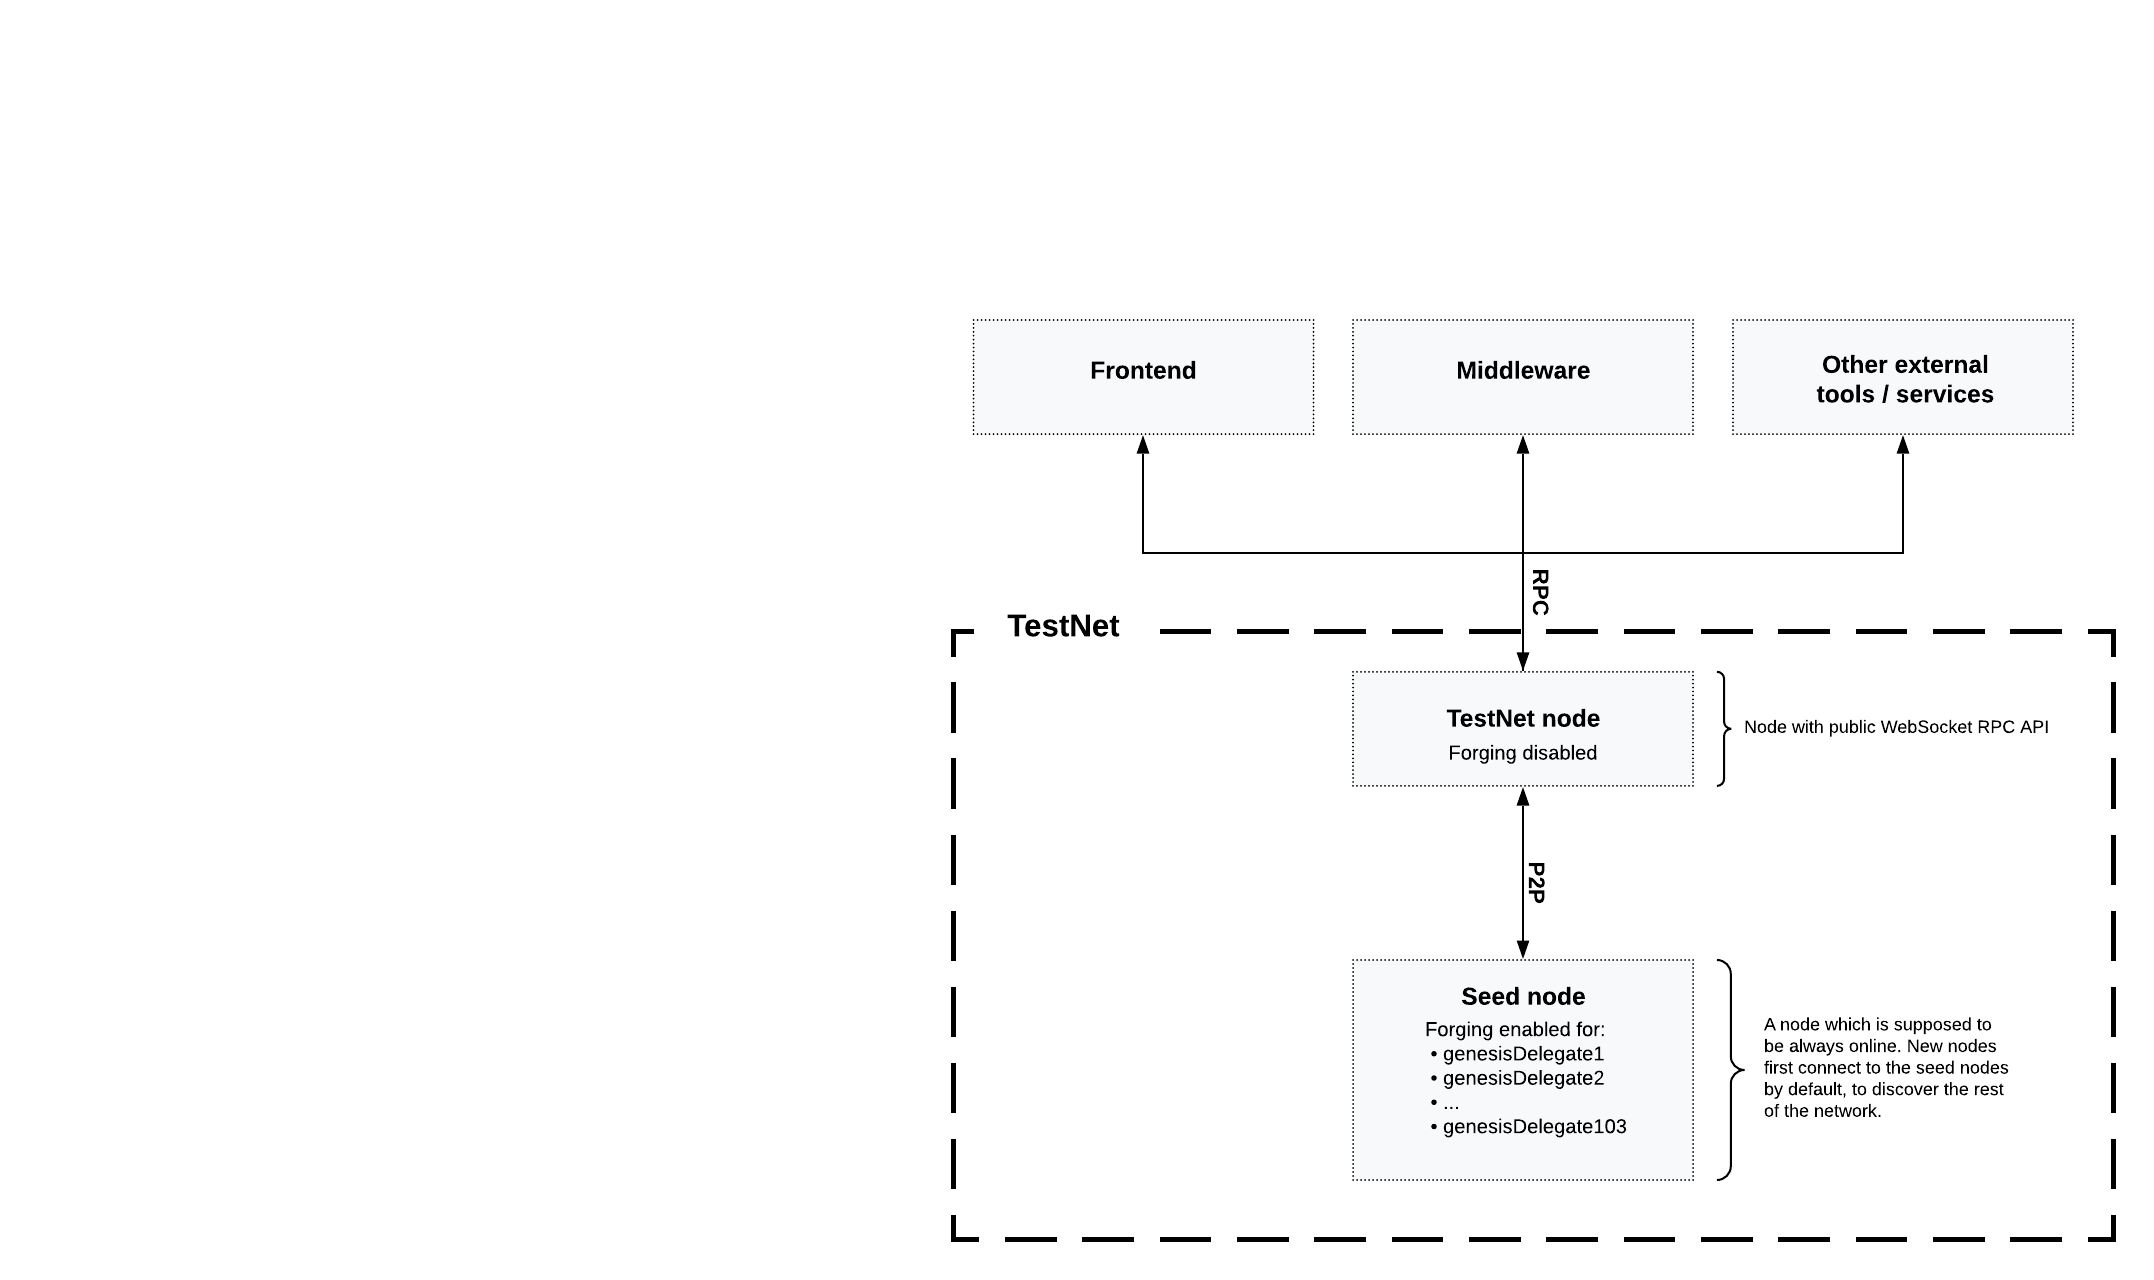 Frontend
Middleware
Other external
tools / services
RPC
TestNet
TestNet node
Forging disabled
Node with public WebSocket RPC API
P2P
Seed node
Forging enabled for:
• genesisDelegate1
• genesisDelegate2
• ...
• genesisDelegate103
A node which is supposed to
be always online. New nodes
first connect to the seed nodes
by default, to discover the rest
of the network.